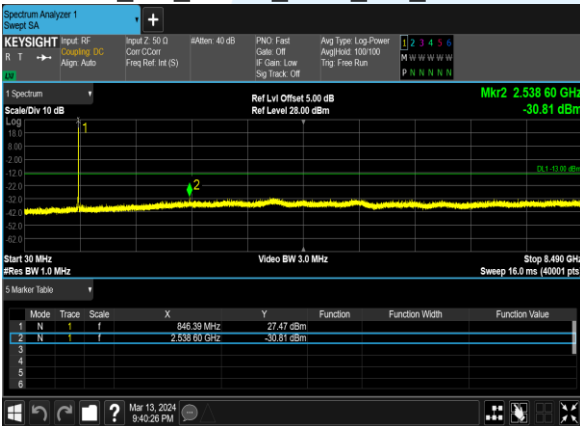 Spectrum Analyzer 1
Swept SA
+
KEYSIGHT Input: RF Input Z: 50 Ω #Atten: 40 dB PNO: Fast Avg Type: Log-Power 1 2 3 4 5 6
R T Coupling: DC Corr CCorr Gate: Off Avg|Hold: 100/100 M W W W W W
Align: Auto Freq Ref: Int (S) IF Gain: Low Trig: Free Run
LV Sig Track: Off P N N N N N
1 Spectrum Ref Lvl Offset 5.00 dB Mkr2 2.538 60 GHz
Scale/Div 10 dB Ref Level 28.00 dBm -30.81 dBm
Log
18.0
8.00
-2.00
-12.0
-22.0
-32.0
-42.0
-52.0
-62.0
1
2
DL1 -13.00 dBm
Start 30 MHz Video BW 3.0 MHz Stop 8.490 GHz
#Res BW 1.0 MHz Sweep 16.0 ms (40001 pts
5 Marker Table
Mode Trace Scale X Y Function Function Width Function Value
1 N 1 f 846.39 MHz 27.47 dBm
2 N 1 f 2.538 60 GHz -30.81 dBm
3
4
5
6
? Mar 13, 2024
9:40:26 PM